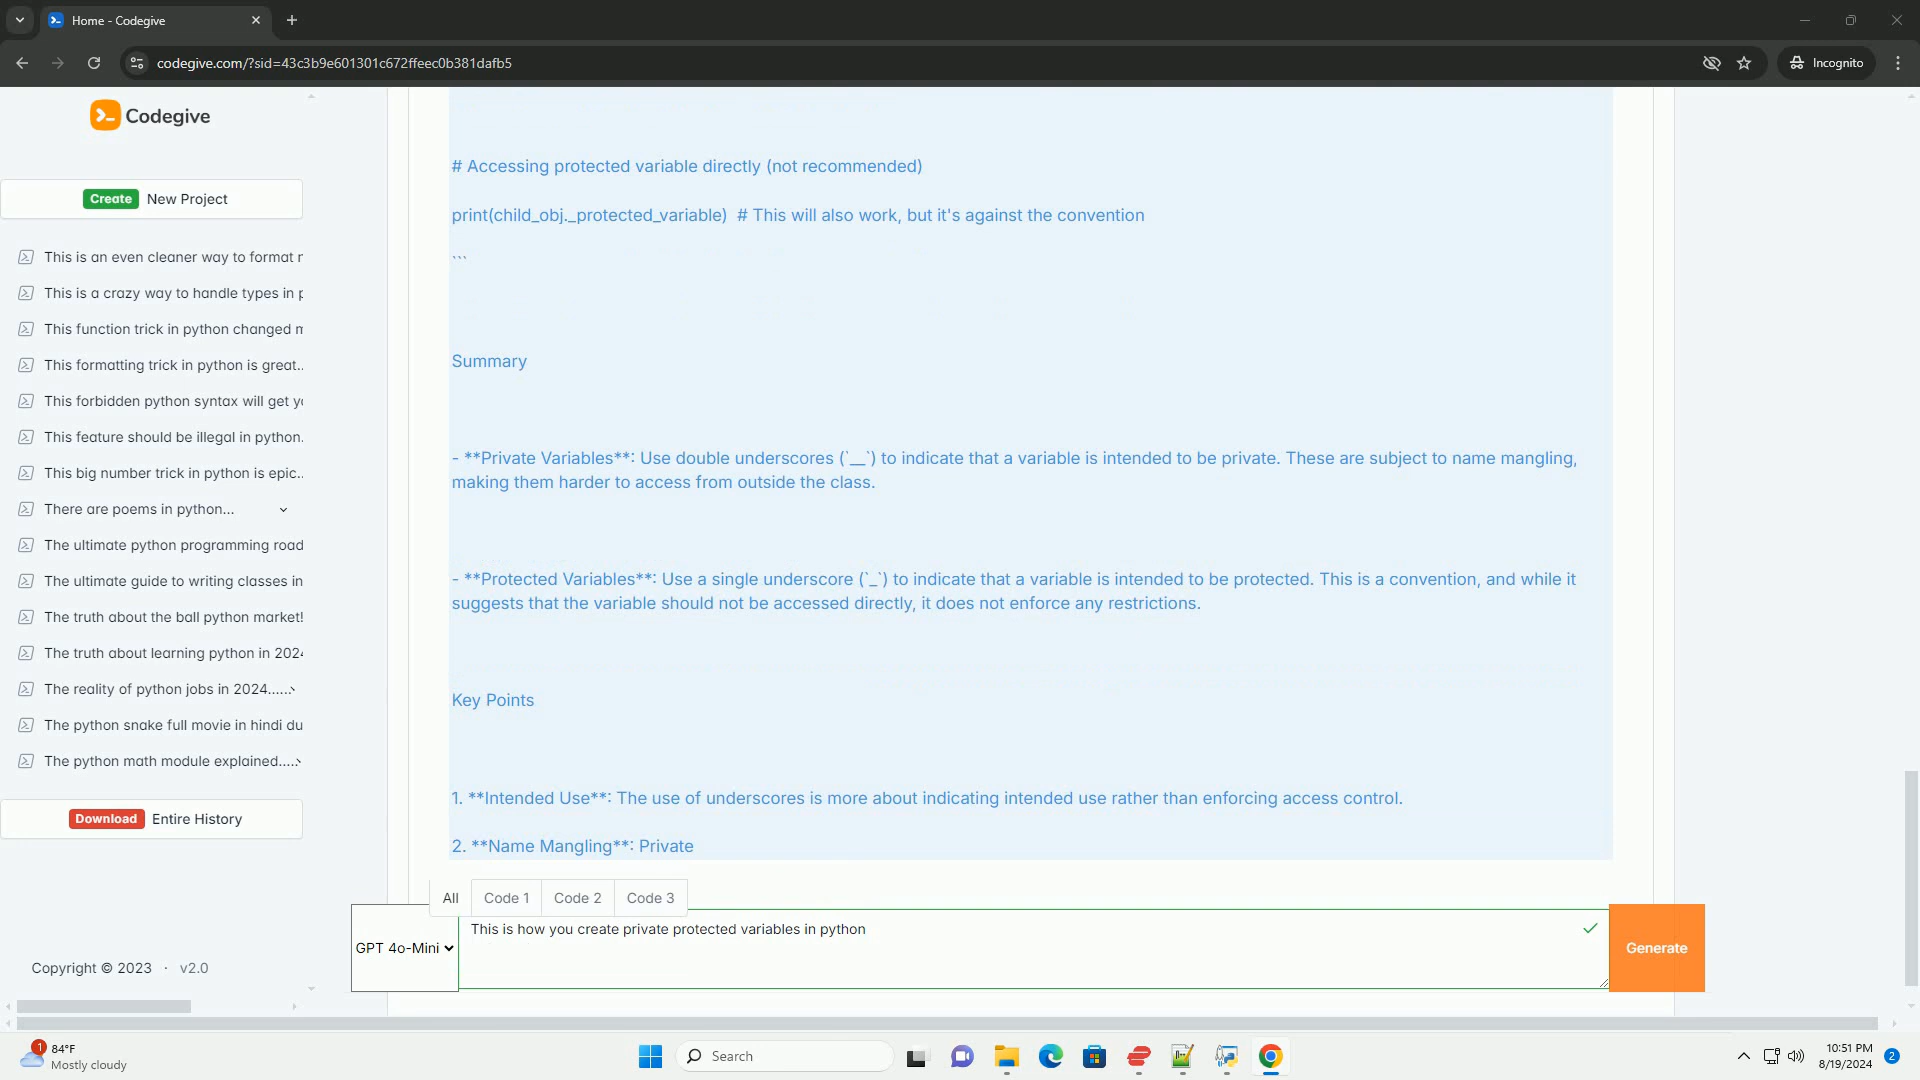 Home - Codegive
codegive.com/?sid=43c3b9e601301c672ffeec0b381dafb5
Incognito
Codegive
Create New Project
This is an even cleaner way to format r
This is a crazy way to handle types in p
This function trick in python changed m
This formatting trick in python is great..
This forbidden python syntax will get yo
This feature should be illegal in python.
This big number trick in python is epic..
There are poems in python...
The ultimate python programming road
The ultimate guide to writing classes in
The truth about the ball python market!
The truth about learning python in 2024
The reality of python jobs in 2024......
The python snake full movie in hindi du
The python math module explained.....
Download Entire History
Copyright © 2023 · v2.0
# Accessing protected variable directly (not recommended)
print(child_obj._protected_variable)  # This will also work, but it's against the convention
```
Summary
- **Private Variables**: Use double underscores (`__`) to indicate that a variable is intended to be private. These are subject to name mangling,
making them harder to access from outside the class.
- **Protected Variables**: Use a single underscore (`_`) to indicate that a variable is intended to be protected. This is a convention, and while it
suggests that the variable should not be accessed directly, it does not enforce any restrictions.
Key Points
1. **Intended Use**: The use of underscores is more about indicating intended use rather than enforcing access control.
2. **Name Mangling**: Private
All Code 1 Code 2 Code 3
GPT 4o-Mini
This is how you create private protected variables in python
Generate
1
84°F
Mostly cloudy
Search
10:51 PM
8/19/2024
2